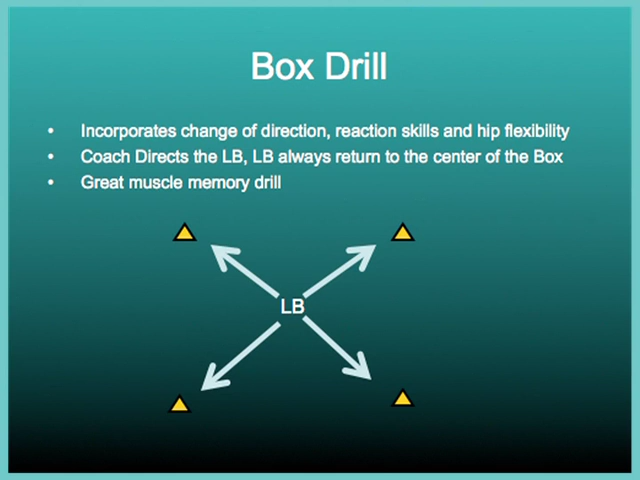 Box Drill
• Incorporates change of direction, reaction skills and hip flexibility
• Coach Directs the LB, LB always return to the center of the Box
• Great muscle memory drill
LB